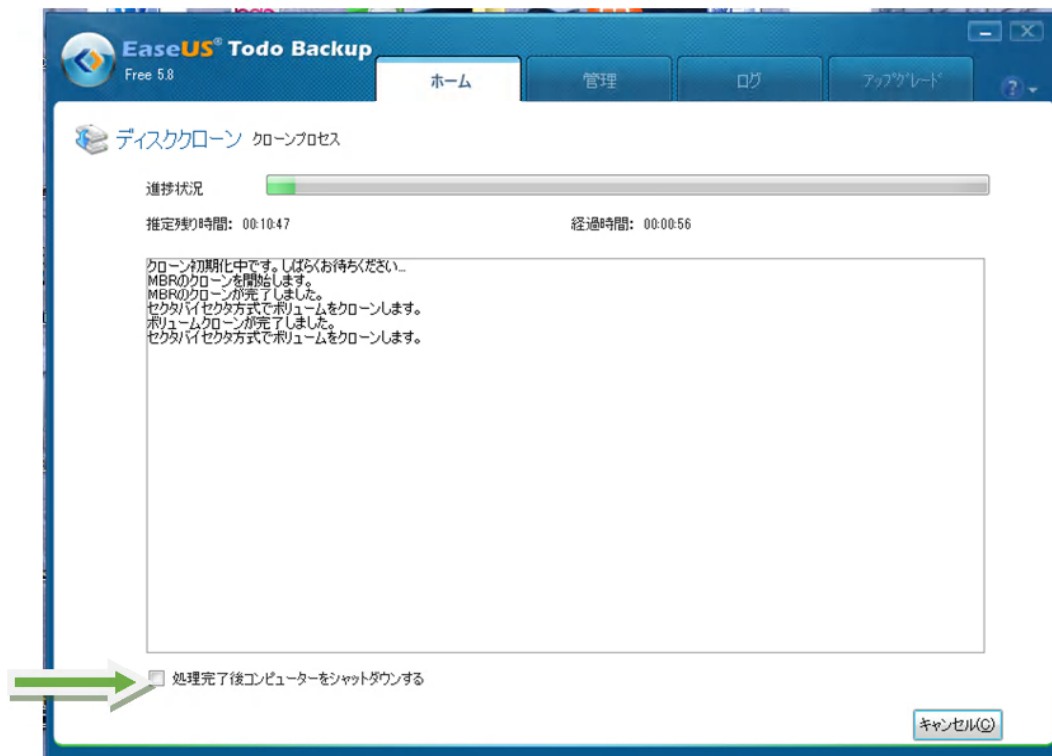 EaseUS® Todo Backup
Free 5.8
ホーム
管理
ログ
アップグレード
?
ディスククローン クローンプロセス
進捗状況
推定残り時間: 00:10:47 経過時間: 00:00:56
クローン初期化中です。しばらくお待ちください...
MBRのクローンを開始します。
MBRのクローンが完了しました。
セクタバイセクタ方式でボリュームをクローンします。
ボリュームクローンが完了しました。
セクタバイセクタ方式でボリュームをクローンします。
処理完了後コンピューターをシャットダウンする
キャンセル(C)